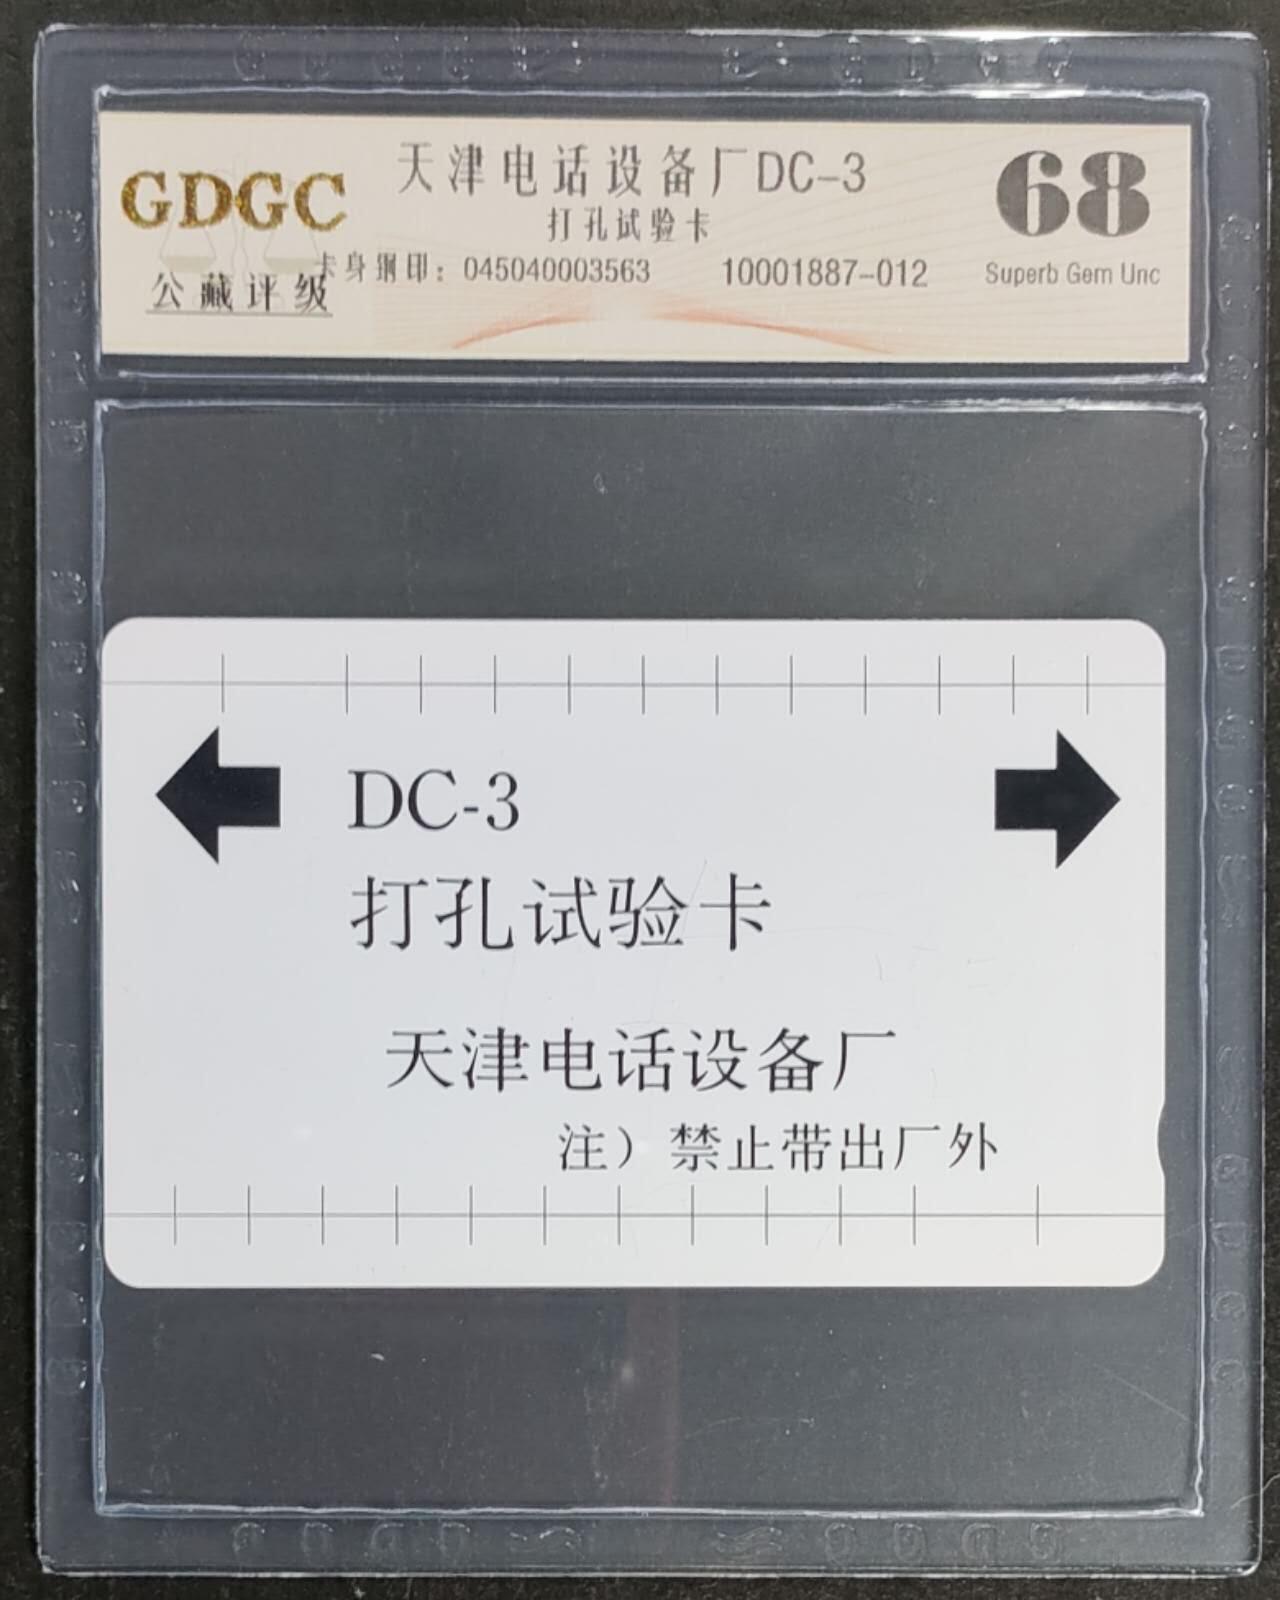 GDGC
公藏评级
天津电话设备厂DC-3
打孔试验卡
卡身钢印：045040003563 10001887-012
68
Superb Gem Unc
DC-3
打孔试验卡
天津电话设备厂
注）禁止带出厂外